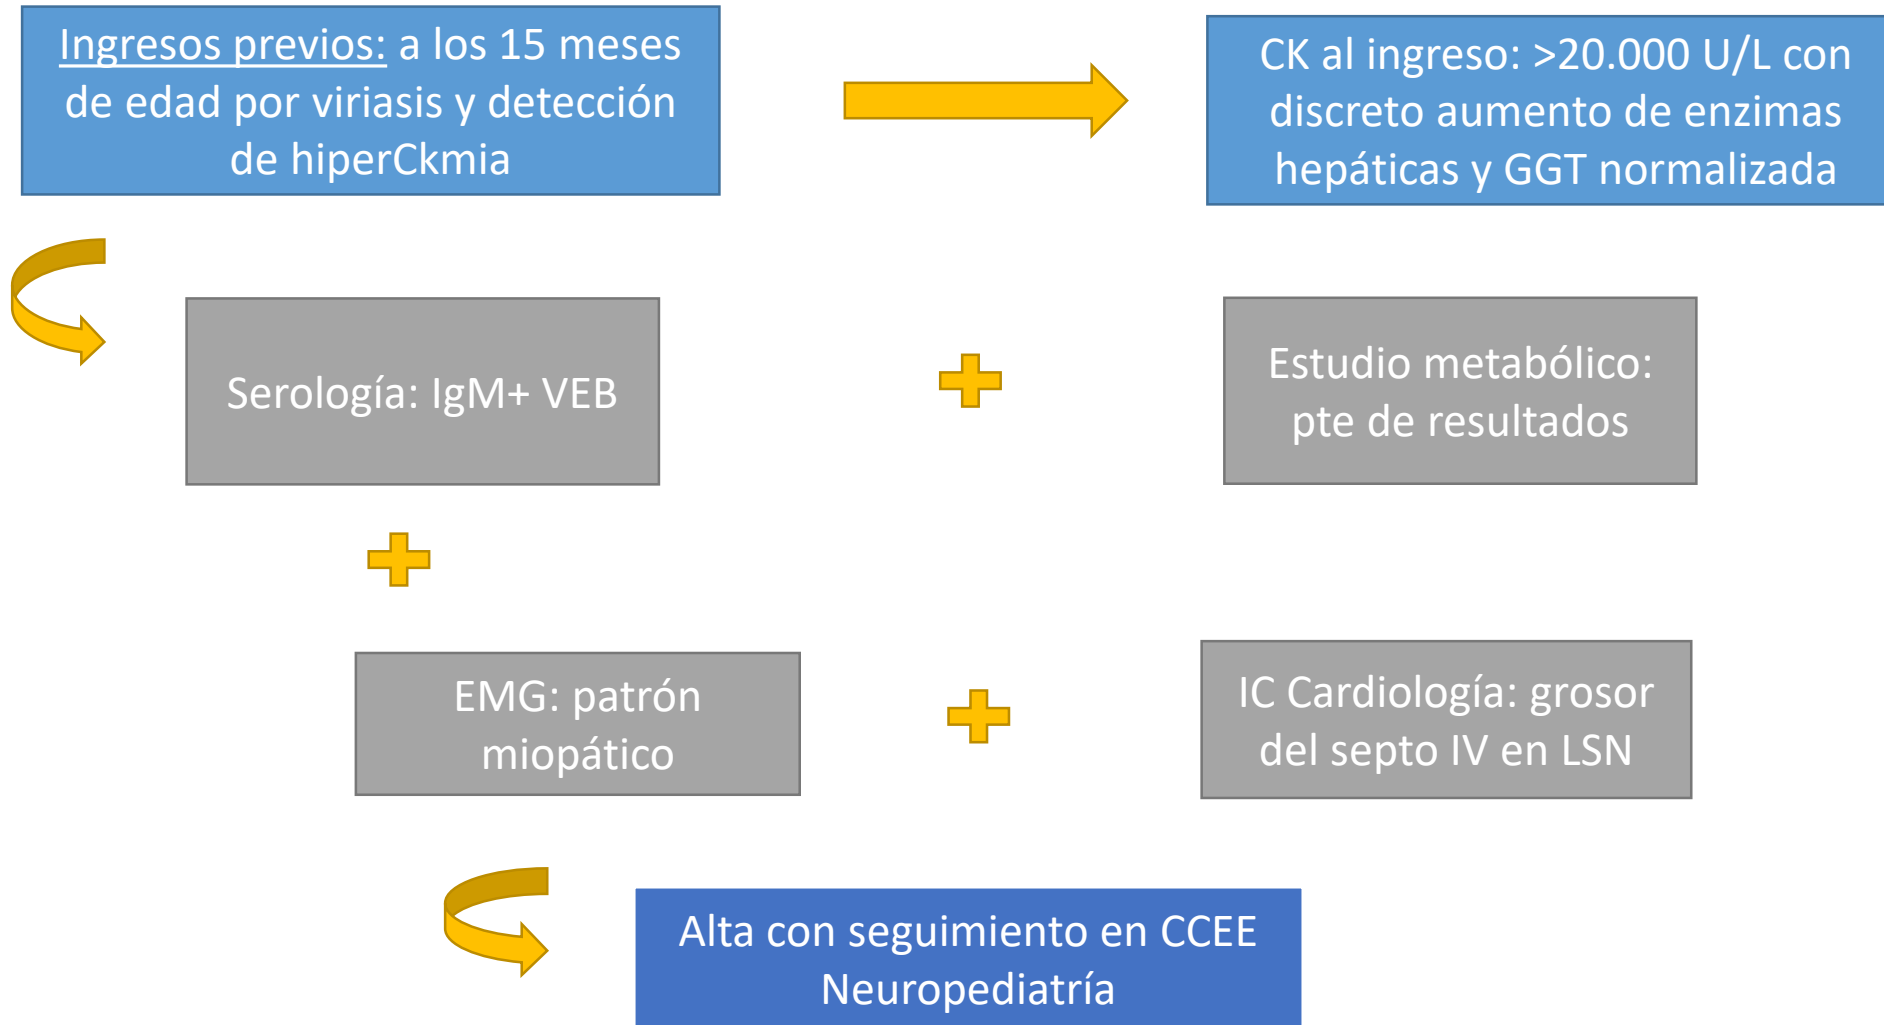 Ingresos previos: a los 15 meses
de edad por viriasis y detección
de hiperCkmia
CK al ingreso: >20.000 U/L con
discreto aumento de enzimas
hepáticas y GGT normalizada
Serología: IgM+ VEB
Estudio metabólico:
pte de resultados
EMG: patrón
miopático
IC Cardiología: grosor
del septo IV en LSN
Alta con seguimiento en CCEE
Neuropediatría